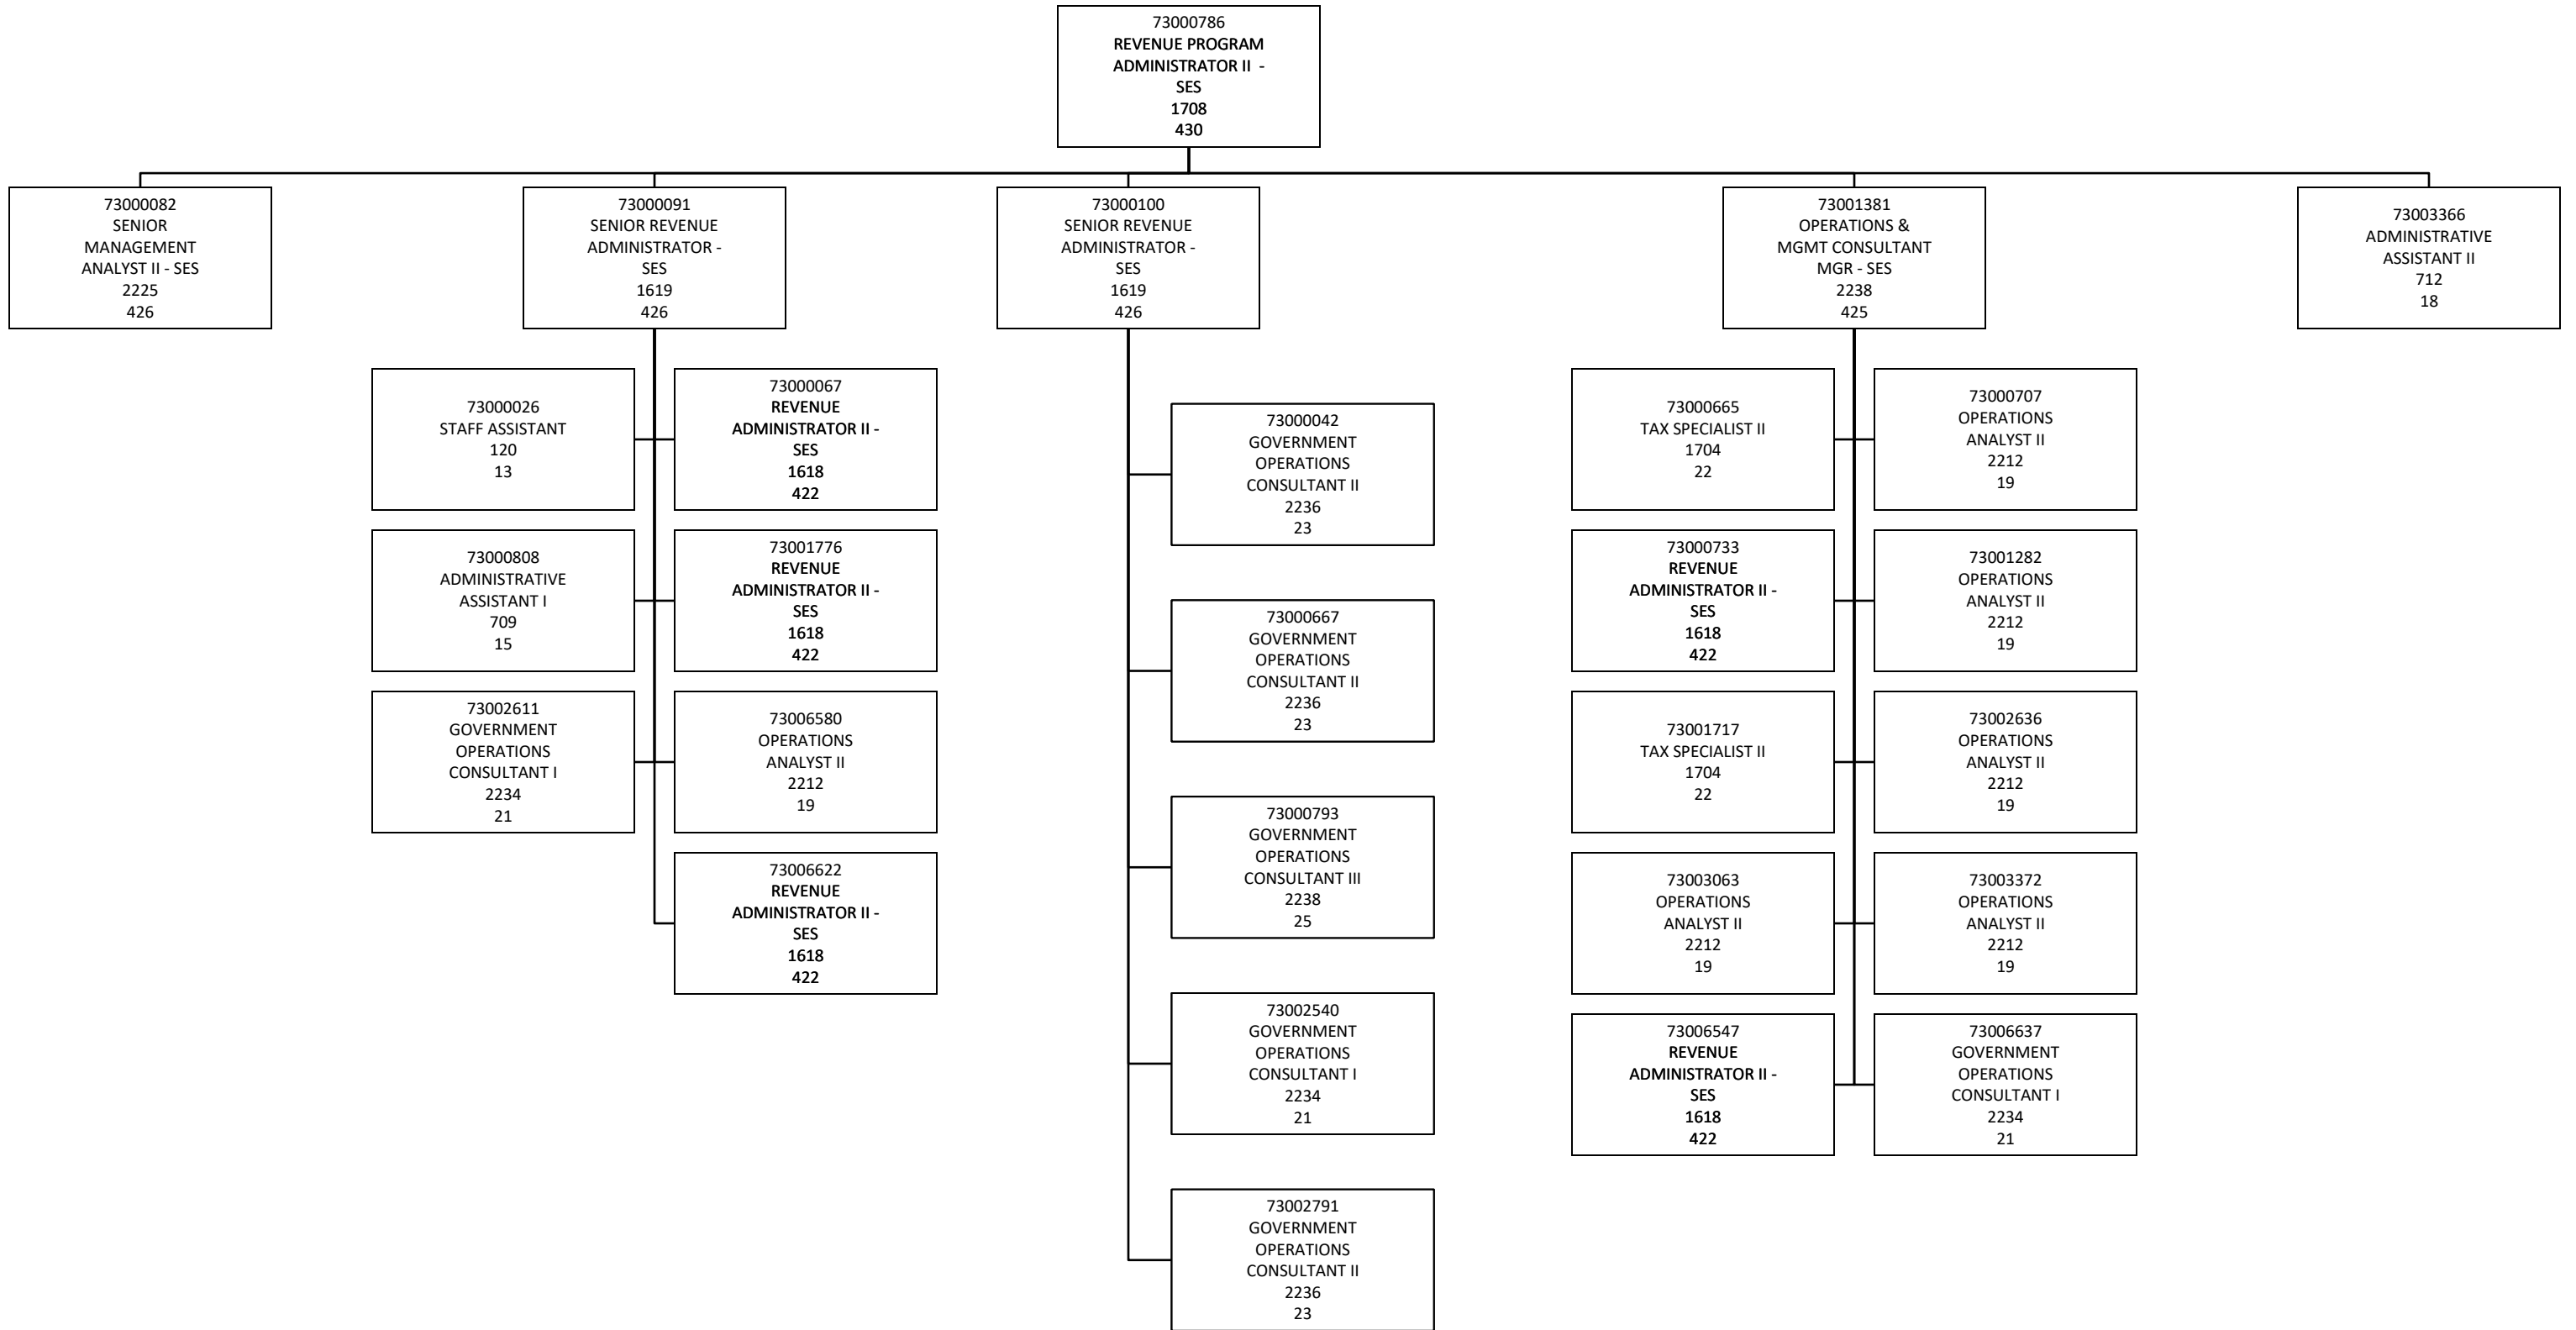 73000786
REVENUE PROGRAM
ADMINISTRATOR II -
SES
1708
430
73000082
SENIOR
MANAGEMENT
ANALYST II - SES
2225
426
73000091
SENIOR REVENUE
ADMINISTRATOR -
SES
1619
426
73000100
SENIOR REVENUE
ADMINISTRATOR -
SES
1619
426
73001381
OPERATIONS &
MGMT CONSULTANT
MGR - SES
2238
425
73003366
ADMINISTRATIVE
ASSISTANT II
712
18
73000026
STAFF ASSISTANT
120
13
73000067
REVENUE
ADMINISTRATOR II -
SES
1618
422
73000808
ADMINISTRATIVE
ASSISTANT I
709
15
73001776
REVENUE
ADMINISTRATOR II -
SES
1618
422
73002611
GOVERNMENT
OPERATIONS
CONSULTANT I
2234
21
73006580
OPERATIONS
ANALYST II
2212
19
73006622
REVENUE
ADMINISTRATOR II -
SES
1618
422
73000042
GOVERNMENT
OPERATIONS
CONSULTANT II
2236
23
73000667
GOVERNMENT
OPERATIONS
CONSULTANT II
2236
23
73000793
GOVERNMENT
OPERATIONS
CONSULTANT III
2238
25
73002540
GOVERNMENT
OPERATIONS
CONSULTANT I
2234
21
73002791
GOVERNMENT
OPERATIONS
CONSULTANT II
2236
23
73000665
TAX SPECIALIST II
1704
22
73000707
OPERATIONS
ANALYST II
2212
19
73000733
REVENUE
ADMINISTRATOR II -
SES
1618
422
73001282
OPERATIONS
ANALYST II
2212
19
73001717
TAX SPECIALIST II
1704
22
73002636
OPERATIONS
ANALYST II
2212
19
73003063
OPERATIONS
ANALYST II
2212
19
73003372
OPERATIONS
ANALYST II
2212
19
73006547
REVENUE
ADMINISTRATOR II -
SES
1618
422
73006637
GOVERNMENT
OPERATIONS
CONSULTANT I
2234
21